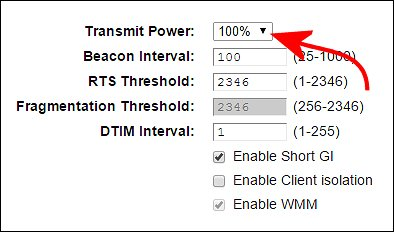 Transmit Power: 100%
Beacon Interval: 100 (25-1000)
RTS Threshold: 2346 (1-2346)
Fragmentation Threshold: 2346 (256-2346)
DTIM Interval: 1 (1-255)
Enable Short GI
Enable Client isolation
Enable WMM